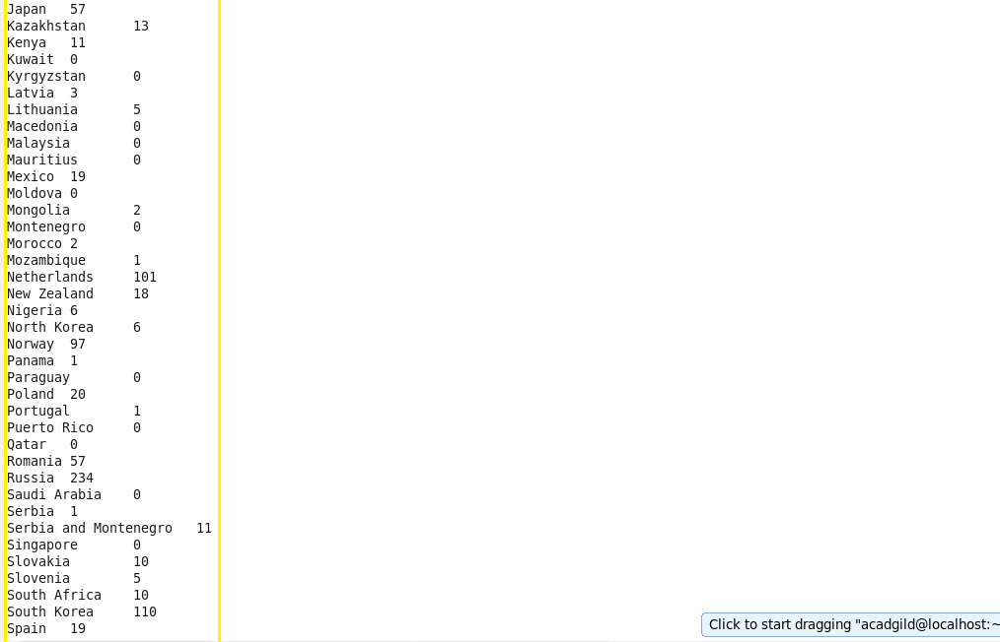 Japan 57
Kazakhstan 13
Kenya 11
Kuwait 0
Kyrgyzstan 0
Latvia 3
Lithuania 5
Macedonia 0
Malaysia 0
Mauritius 0
Mexico 19
Moldova 0
Mongolia 2
Montenegro 0
Morocco 2
Mozambique 1
Netherlands 101
New Zealand 18
Nigeria 6
North Korea 6
Norway 97
Panama 1
Paraguay 0
Poland 20
Portugal 1
Puerto Rico 0
Qatar 0
Romania 57
Russia 234
Saudi Arabia 0
Serbia 1
Serbia and Montenegro 11
Singapore 0
Slovakia 10
Slovenia 5
South Africa 10
South Korea 110
Spain 19
Click to start dragging "acadgild@localhost:~